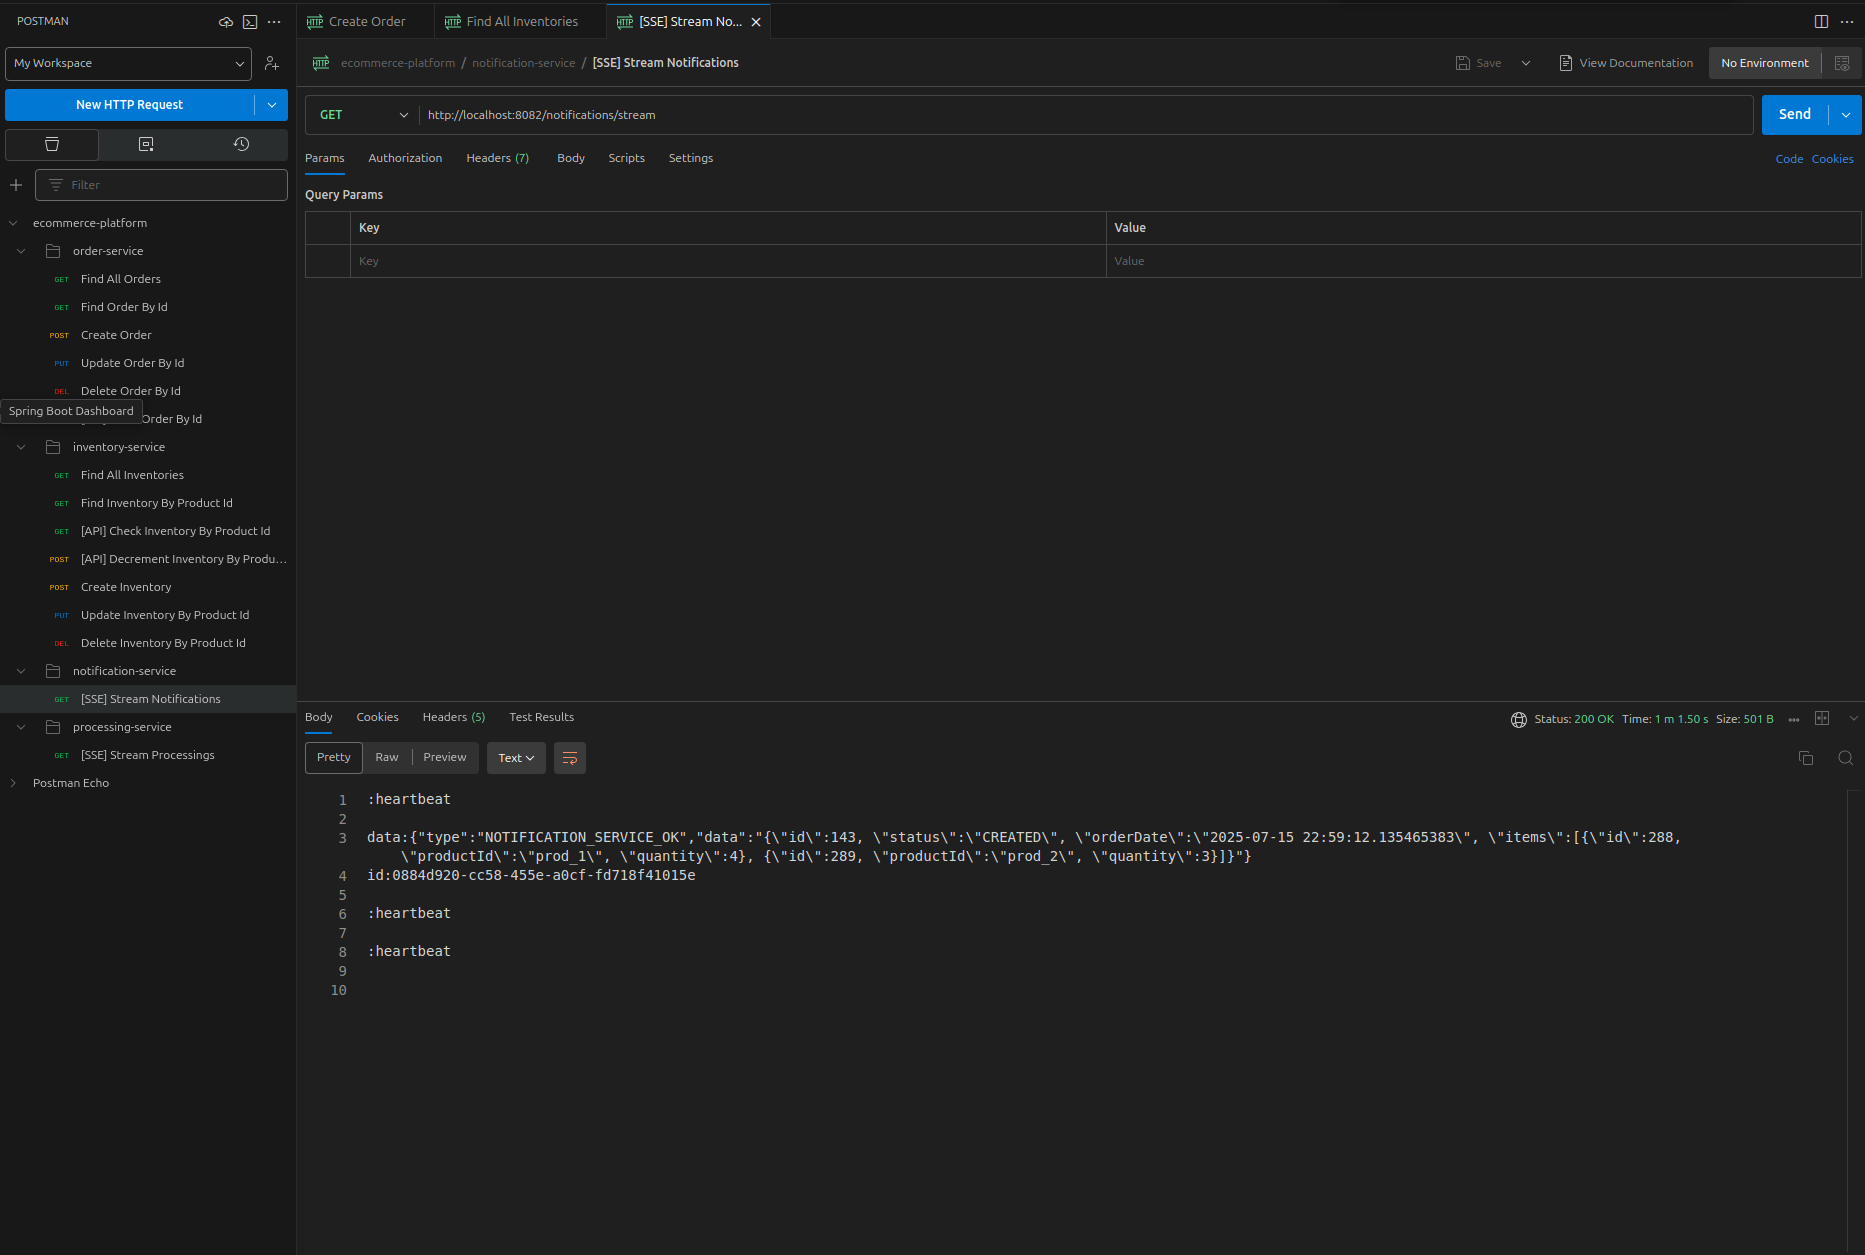 POSTMAN
My Workspace
New HTTP Request
Filter
ecommerce-platform
order-service
GET Find All Orders
GET Find Order By Id
POST Create Order
PUT Update Order By Id
DEL Delete Order By Id
Spring Boot Dashboard
Order By Id
inventory-service
GET Find All Inventories
GET Find Inventory By Product Id
GET [API] Check Inventory By Product Id
POST [API] Decrement Inventory By Produ...
POST Create Inventory
PUT Update Inventory By Product Id
DEL Delete Inventory By Product Id
notification-service
GET [SSE] Stream Notifications
processing-service
GET [SSE] Stream Processings
Postman Echo
HTTP Create Order
HTTP Find All Inventories
HTTP [SSE] Stream No...
HTTP ecommerce-platform / notification-service / [SSE] Stream Notifications
Save
View Documentation
No Environment
GET http://localhost:8082/notifications/stream
Send
Params Authorization Headers (7) Body Scripts Settings
Code Cookies
Query Params
Key Value
Key Value
Body Cookies Headers (5) Test Results
Status: 200 OK Time: 1 m 1.50 s Size: 501 B
Pretty Raw Preview Text
1 :heartbeat
2
3 data:{"type":"NOTIFICATION_SERVICE_OK","data":"{\"id\":143, \"status\":\"CREATED\", \"orderDate\":\"2025-07-15 22:59:12.135465383\", \"items\":[{\"id\":288,
\"productId\":\"prod_1\", \"quantity\":4}, {\"id\":289, \"productId\":\"prod_2\", \"quantity\":3}]}"}
4 id:0884d920-cc58-455e-a0cf-fd718f41015e
5
6 :heartbeat
7
8 :heartbeat
9
10